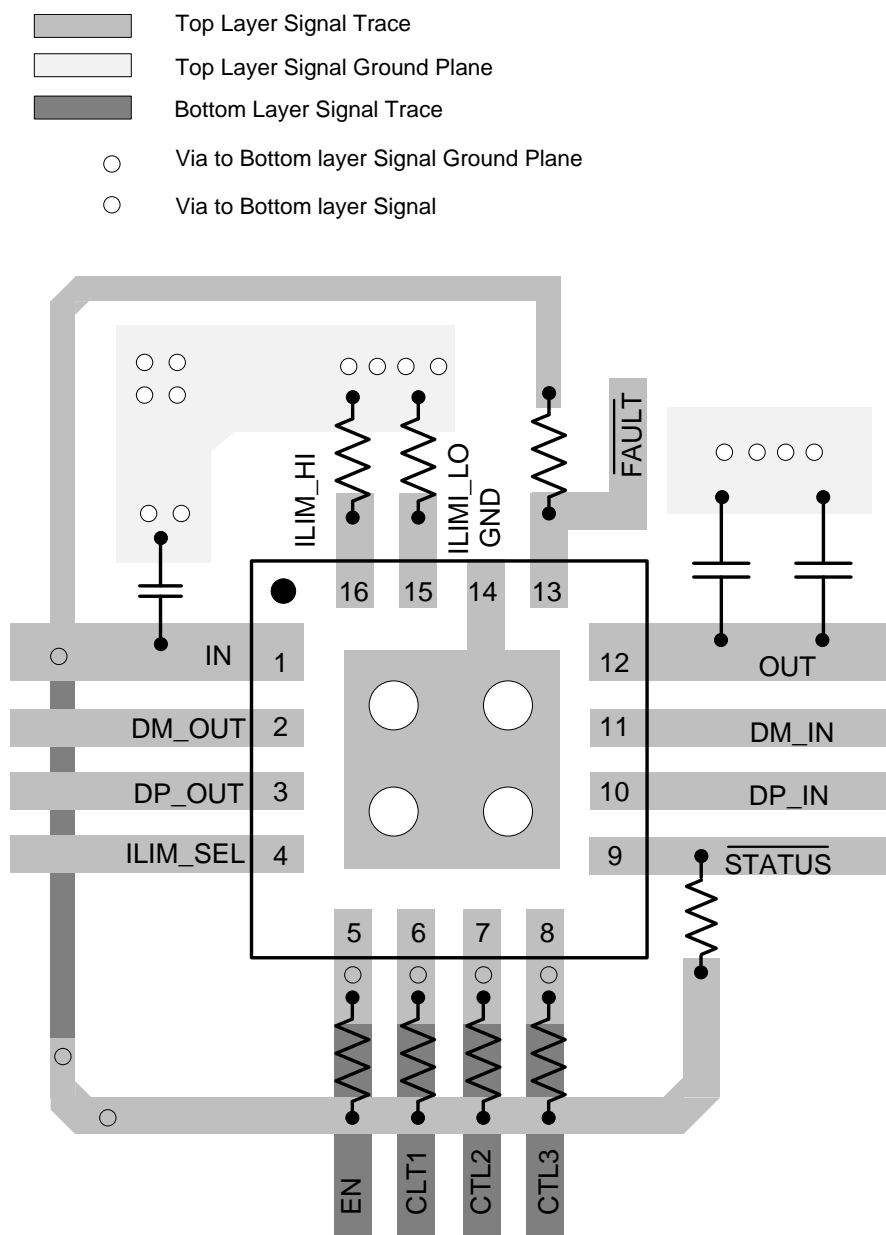 Top Layer Signal Trace
Top Layer Signal Ground Plane
Bottom Layer Signal Trace
Via to Bottom layer Signal Ground Plane
Via to Bottom layer Signal
ILIM_HI
ILIMI_LO
GND
FAULT
16
15
14
13
IN
1
12
OUT
DM_OUT
2
11
DM_IN
DP_OUT
3
10
DP_IN
ILIM_SEL
4
9
STATUS
5
6
7
8
EN
CLT1
CTL2
CTL3